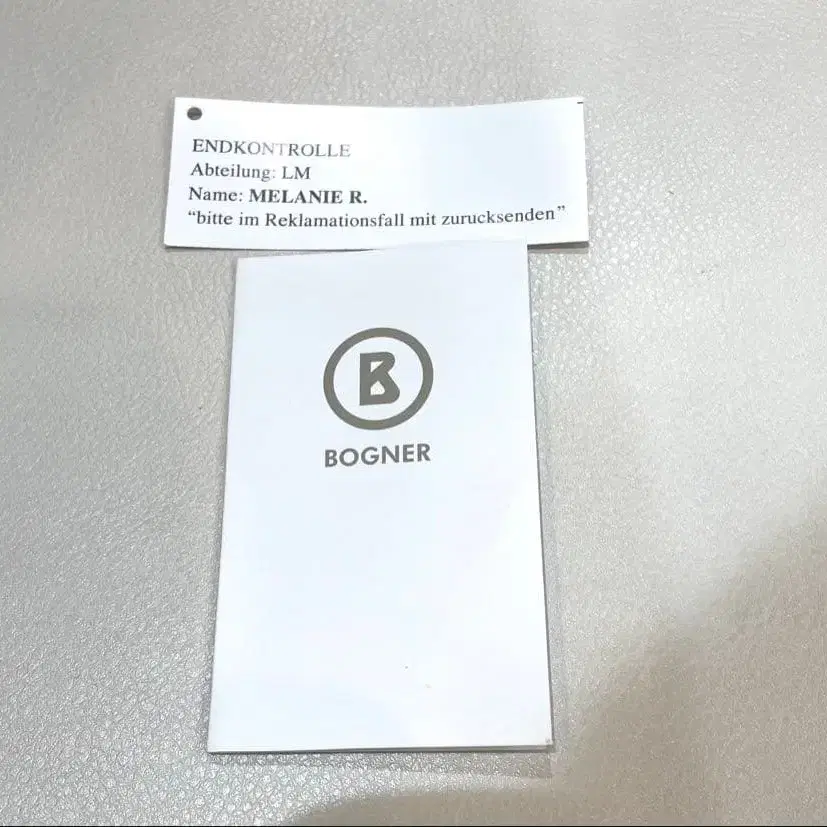 ENDKONTROLLE
Abteilung: LM
Name: MELANIE R.
“bitte im Reklamationsfall mit zurucksenden”
B
BOGNER